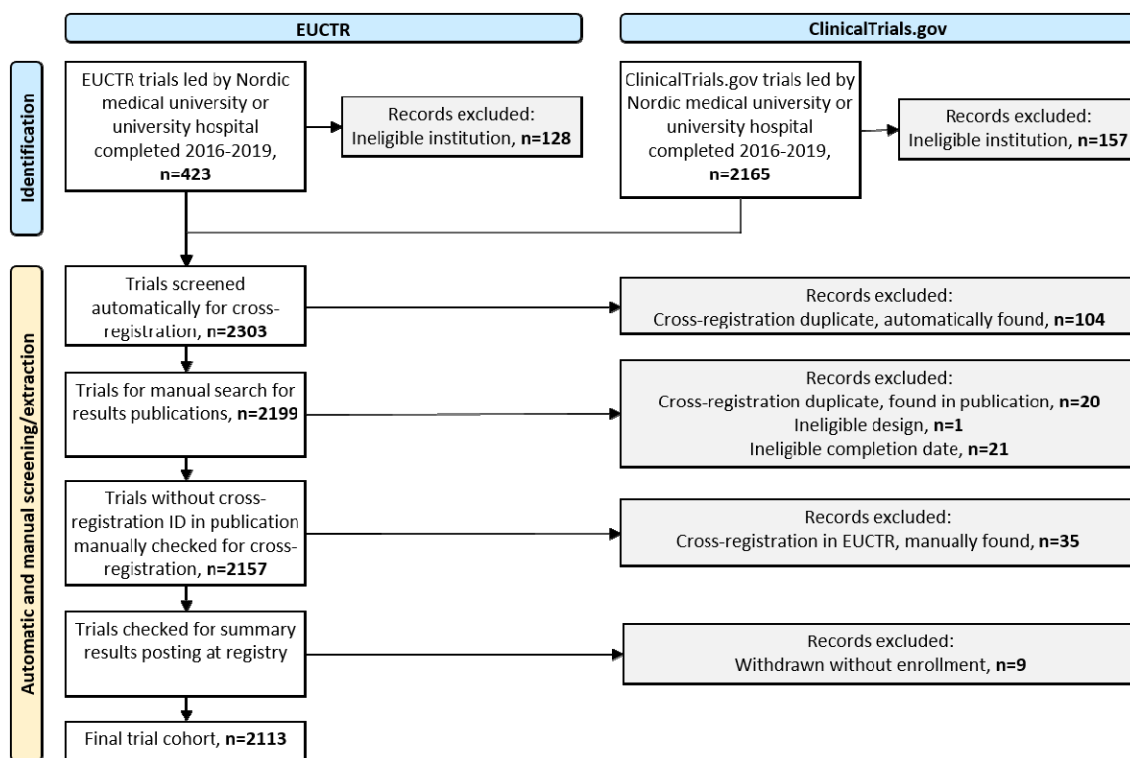 EUCTR
ClinicalTrials.gov
Identification
EUCTR trials led by Nordic
medical university or
university hospital
completed 2016-2019,
n=423
Records excluded:
Ineligible institution, n=128
ClinicalTrials.gov trials led by
Nordic medical university or
university hospital
completed 2016-2019,
n=2165
Records excluded:
Ineligible institution, n=157
Automatic and manual screening/extraction
Trials screened
automatically for cross-
registration, n=2303
Records excluded:
Cross-registration duplicate, automatically found, n=104
Trials for manual search for
results publications, n=2199
Records excluded:
Cross-registration duplicate, found in publication, n=20
Ineligible design, n=1
Ineligible completion date, n=21
Trials without cross-
registration ID in publication
manually checked for cross-
registration, n=2157
Records excluded:
Cross-registration in EUCTR, manually found, n=35
Trials checked for summary
results posting at registry
Records excluded:
Withdrawn without enrollment, n=9
Final trial cohort, n=2113